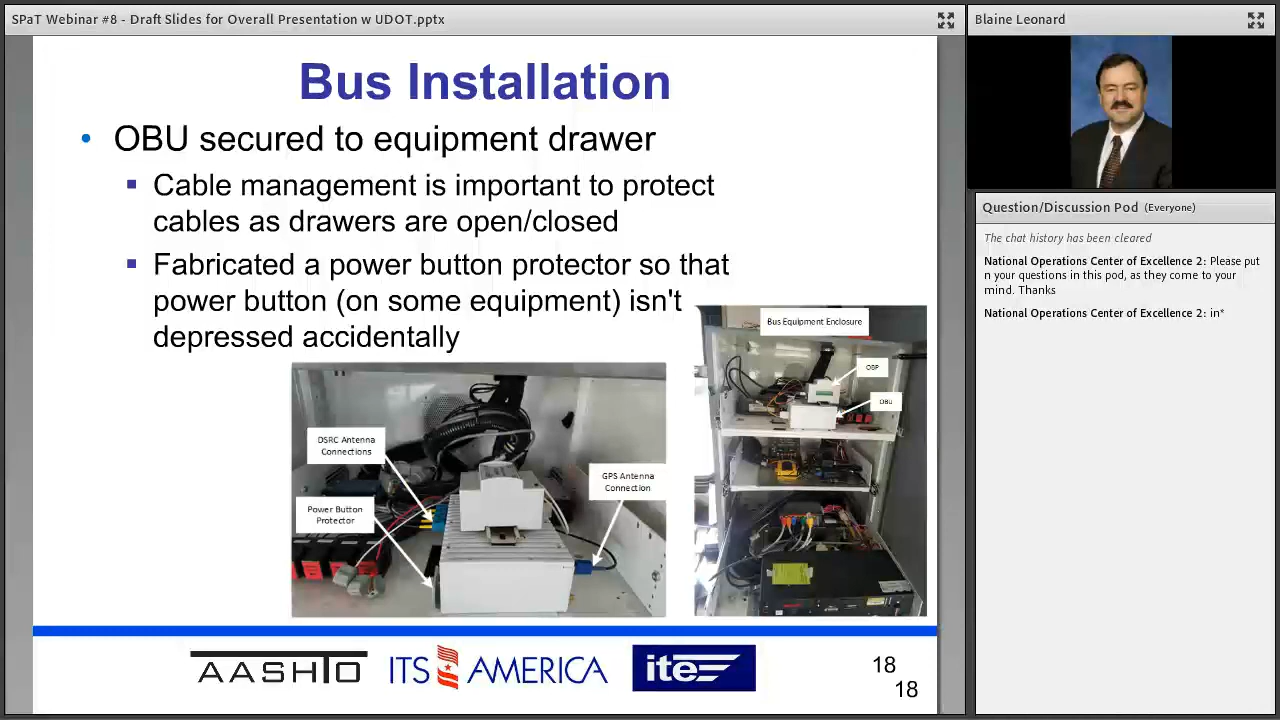 SPaT Webinar #8 - Draft Slides for Overall Presentation w UDOT.pptx
Bus Installation
• OBU secured to equipment drawer
▪ Cable management is important to protect
cables as drawers are open/closed
▪ Fabricated a power button protector so that
power button (on some equipment) isn't
depressed accidentally
DSRC Antenna
Connections
Power Button
Protector
GPS Antenna
Connection
Bus Equipment Enclosure
OBP
OBU
AASHTO
ITS AMERICA
ite
18
18
Blaine Leonard
Question/Discussion Pod (Everyone)
The chat history has been cleared
National Operations Center of Excellence 2: Please put
n your questions in this pod, as they come to your
mind. Thanks
National Operations Center of Excellence 2: in*